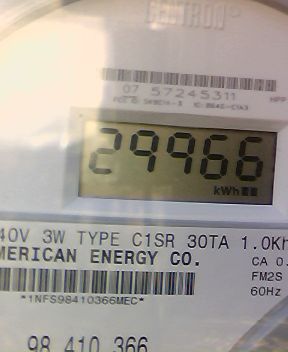 CENTRON®
07 57245311
29966
kWh
40V 3W TYPE C1SR 30TA 1.0Kh
MERICAN ENERGY CO.
CA 0.
FM2S
60Hz
*1NFS98410366MEC*
98 410 366